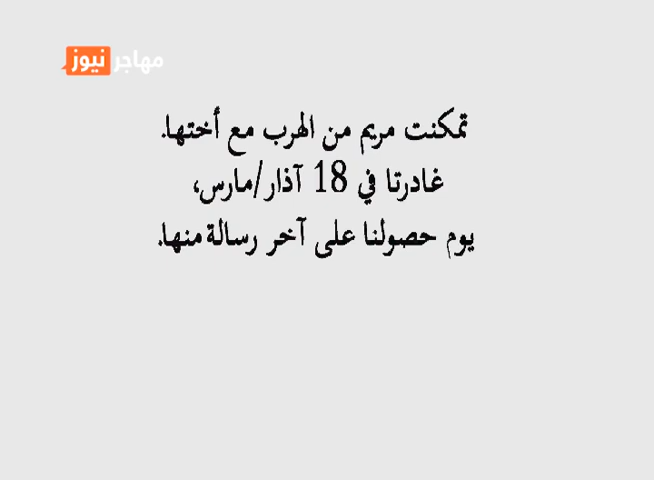 مهاجر نيوز
تمكنت مريم من الهرب مع أختها.
غادرتا في 18 آذار/مارس،
يوم حصولنا على آخر رسالة منها.